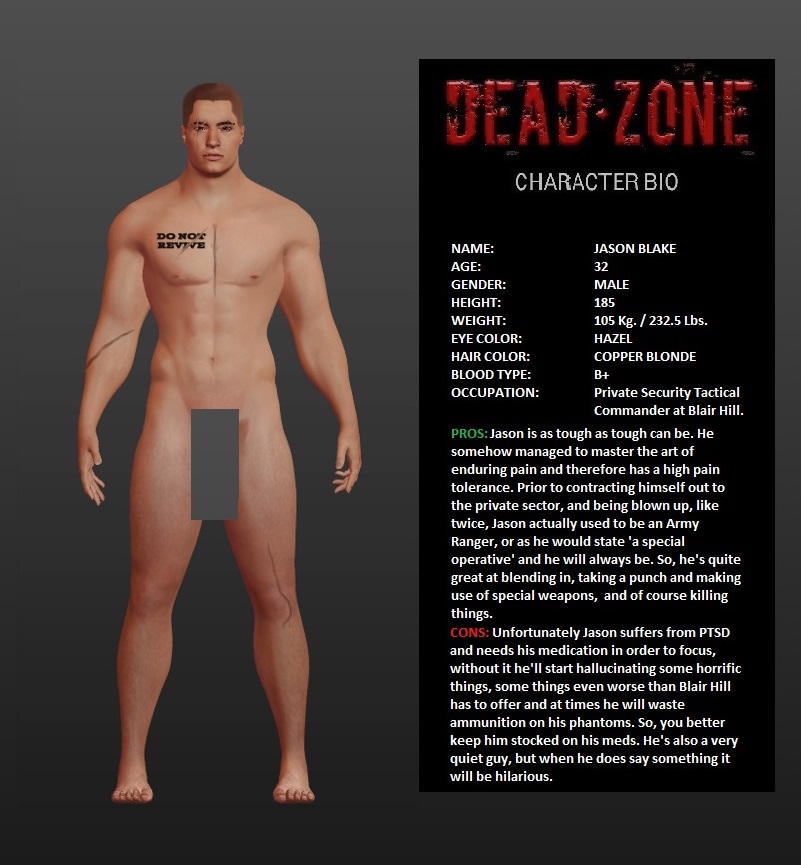 DO NOT
REVIVE
DEAD·ZONE
CHARACTER BIO
NAME: JASON BLAKE
AGE: 32
GENDER: MALE
HEIGHT: 185
WEIGHT: 105 Kg. / 232.5 Lbs.
EYE COLOR: HAZEL
HAIR COLOR: COPPER BLONDE
BLOOD TYPE: B+
OCCUPATION: Private Security Tactical
Commander at Blair Hill.
PROS: Jason is as tough as tough can be. He
somehow managed to master the art of
enduring pain and therefore has a high pain
tolerance. Prior to contracting himself out to
the private sector, and being blown up, like
twice, Jason actually used to be an Army
Ranger, or as he would state 'a special
operative' and he will always be. So, he's quite
great at blending in, taking a punch and making
use of special weapons, and of course killing
things.
CONS: Unfortunately Jason suffers from PTSD
and needs his medication in order to focus,
without it he'll start hallucinating some horrific
things, some things even worse than Blair Hill
has to offer and at times he will waste
ammunition on his phantoms. So, you better
keep him stocked on his meds. He's also a very
quiet guy, but when he does say something it
will be hilarious.